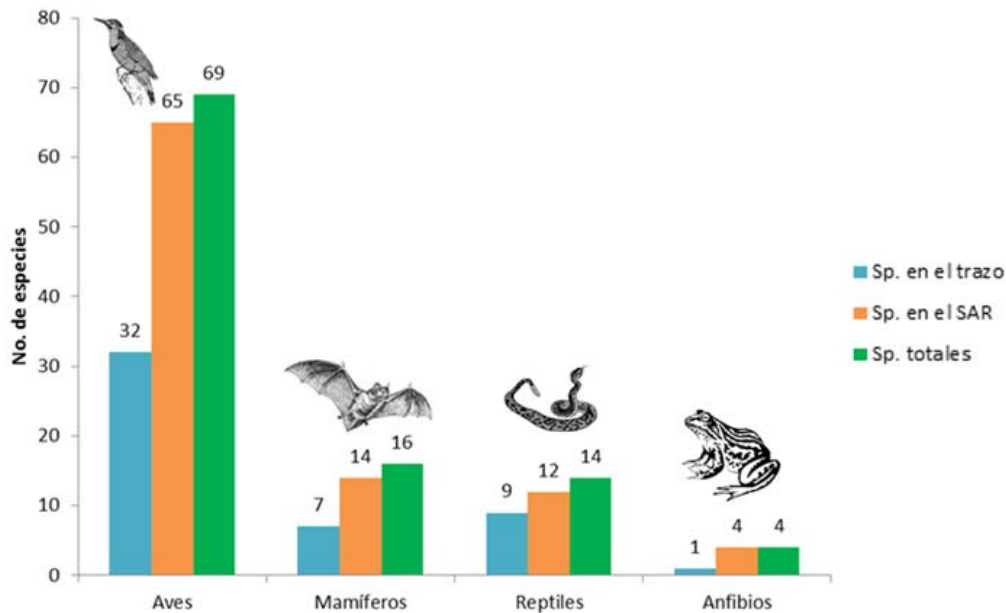 No. de especies
80
70
60
50
40
30
20
10
0
32
65
69
7
14
16
9
12
14
1
4
4
Aves
Mamíferos
Reptiles
Anfibios
Sp. en el trazo
Sp. en el SAR
Sp. totales